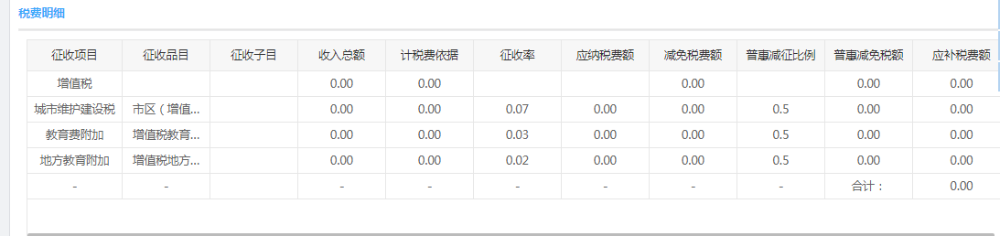 税费明细
征收项目 征收品目 征收子目 收入总额 计税费依据 征收率 应纳税费额 减免税费额 普惠减征比例 普惠减免税额 应补税费额
增值税 0.00 0.00 0.00 0.00 0.00
城市维护建设税 市区（增值... 0.00 0.00 0.07 0.00 0.00 0.5 0.00 0.00
教育费附加 增值税教育... 0.00 0.00 0.03 0.00 0.00 0.5 0.00 0.00
地方教育附加 增值税地方... 0.00 0.00 0.02 0.00 0.00 0.5 0.00 0.00
- - - - - - - - 合计： 0.00